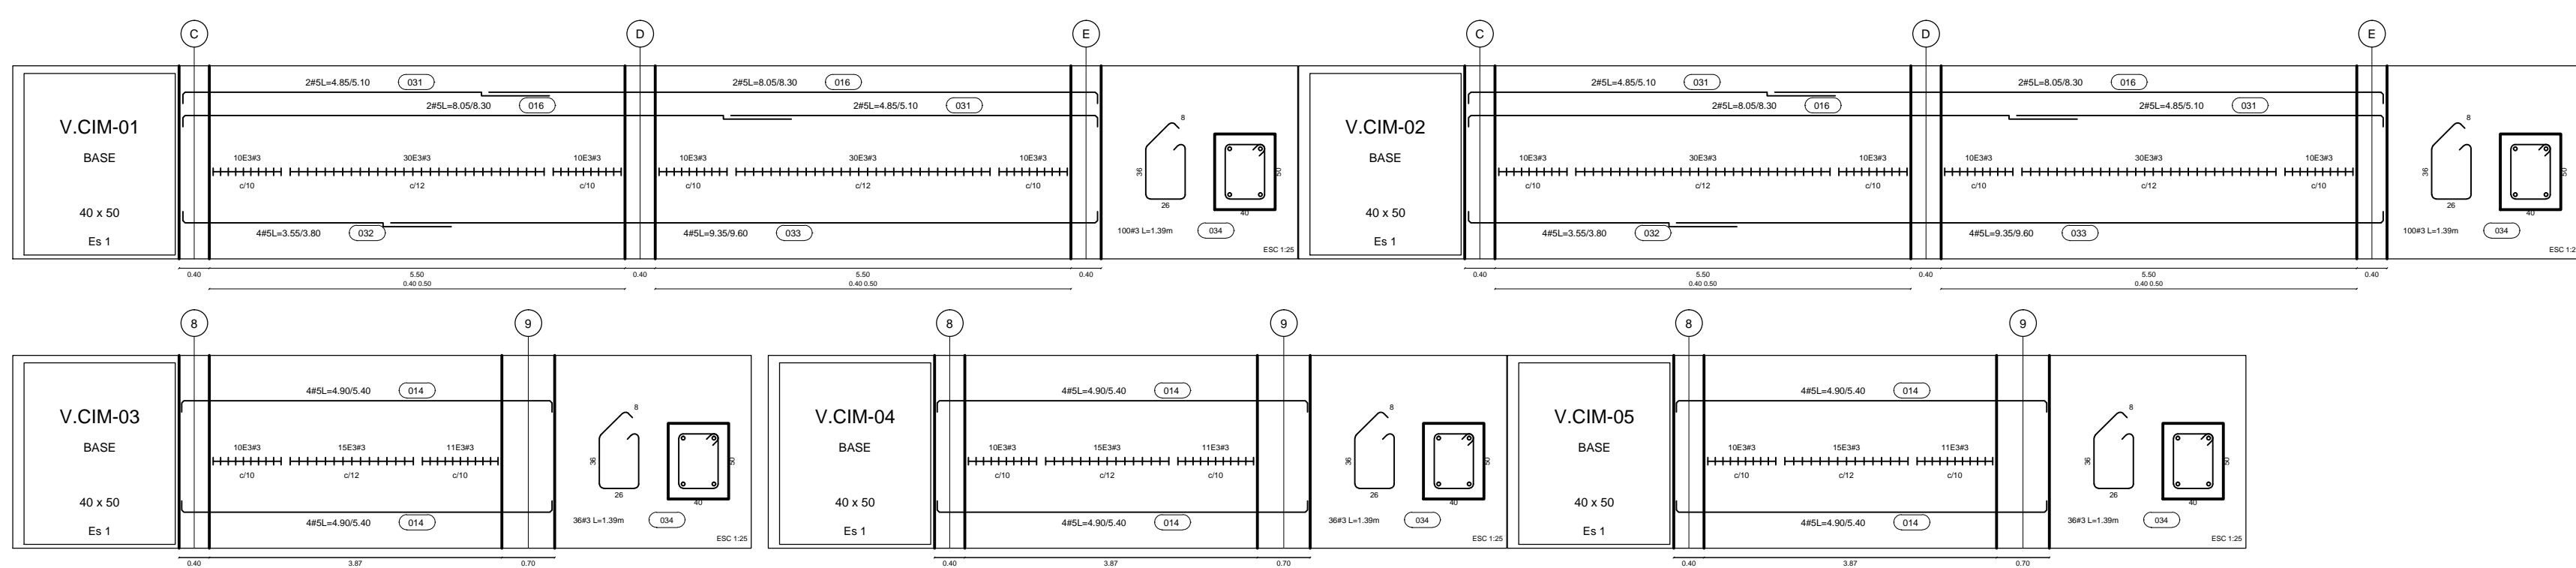 C D E C D E
2#5L=4.85/5.10 031 2#5L=8.05/8.30 016 2#5L=4.85/5.10 031 2#5L=8.05/8.30 016
2#5L=8.05/8.30 016 2#5L=4.85/5.10 031 2#5L=8.05/8.30 016 2#5L=4.85/5.10 031
8 8
V.CIM-01 V.CIM-02
BASE 10E3#3 30E3#3 10E3#3 10E3#3 30E3#3 10E3#3 BASE 10E3#3 30E3#3 10E3#3 10E3#3 30E3#3 10E3#3
36 50 36 50
c/10 c/12 c/10 c/10 c/12 c/10 c/10 c/12 c/10 c/10 c/12 c/10
26 26
40 x 50 40 40 x 50 40
4#5L=3.55/3.80 032 4#5L=9.35/9.60 033 100#3 L=1.39m 034 4#5L=3.55/3.80 032 4#5L=9.35/9.60 033 100#3 L=1.39m 034
Es 1 ESC 1:25 Es 1 ESC 1:2
0.40 5.50 0.40 5.50 0.40 0.40 5.50 0.40 5.50 0.40
0.40 0.50 0.40 0.50 0.40 0.50 0.40 0.50
8 9 8 9 8 9
4#5L=4.90/5.40 014 4#5L=4.90/5.40 014 4#5L=4.90/5.40 014
8 8 8
V.CIM-03 V.CIM-04 V.CIM-05
BASE 10E3#3 15E3#3 11E3#3 BASE 10E3#3 15E3#3 11E3#3 BASE 10E3#3 15E3#3 11E3#3
36 50 36 50 36 50
c/10 c/12 c/10 c/10 c/12 c/10 c/10 c/12 c/10
26 26 26
40 x 50 40 40 x 50 40 40 x 50 40
4#5L=4.90/5.40 014 36#3 L=1.39m 034 4#5L=4.90/5.40 014 36#3 L=1.39m 034 4#5L=4.90/5.40 014 36#3 L=1.39m 034
Es 1 ESC 1:25 Es 1 ESC 1:25 Es 1 ESC 1:25
0.40 3.87 0.70 0.40 3.87 0.70 0.40 3.87 0.70